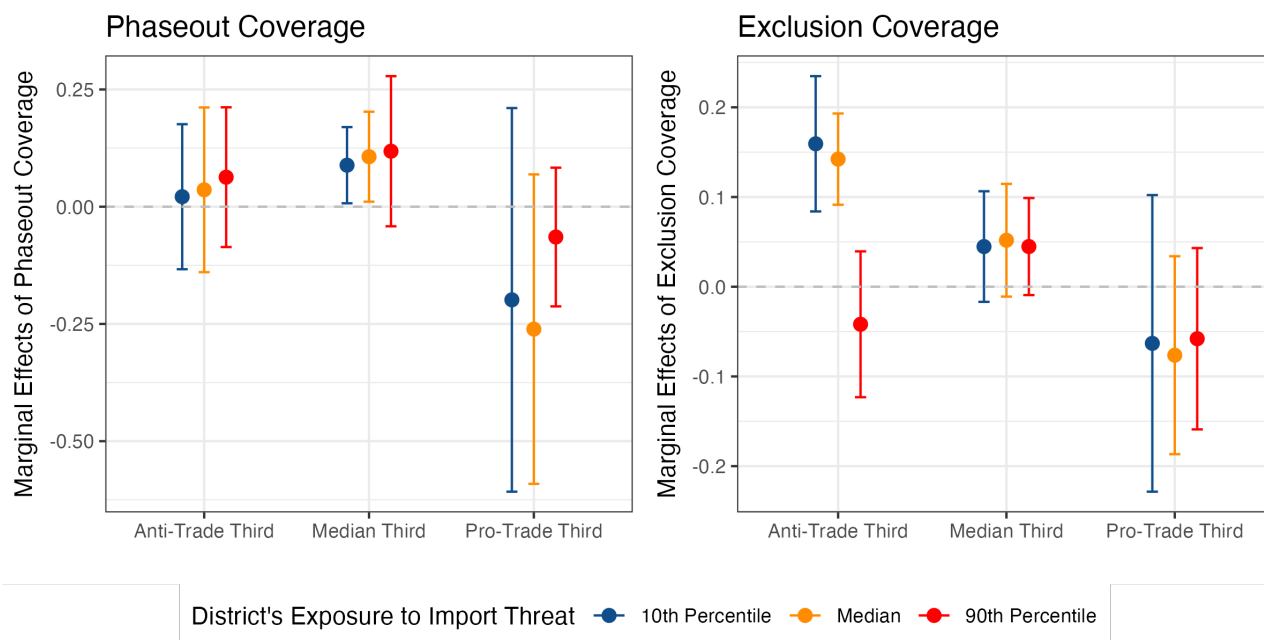 Phaseout Coverage
Marginal Effects of Phaseout Coverage
0.25
0.00
-0.25
-0.50
Anti-Trade Third Median Third Pro-Trade Third
Exclusion Coverage
Marginal Effects of Exclusion Coverage
0.2
0.1
0.0
-0.1
-0.2
Anti-Trade Third Median Third Pro-Trade Third
District's Exposure to Import Threat 10th Percentile Median 90th Percentile